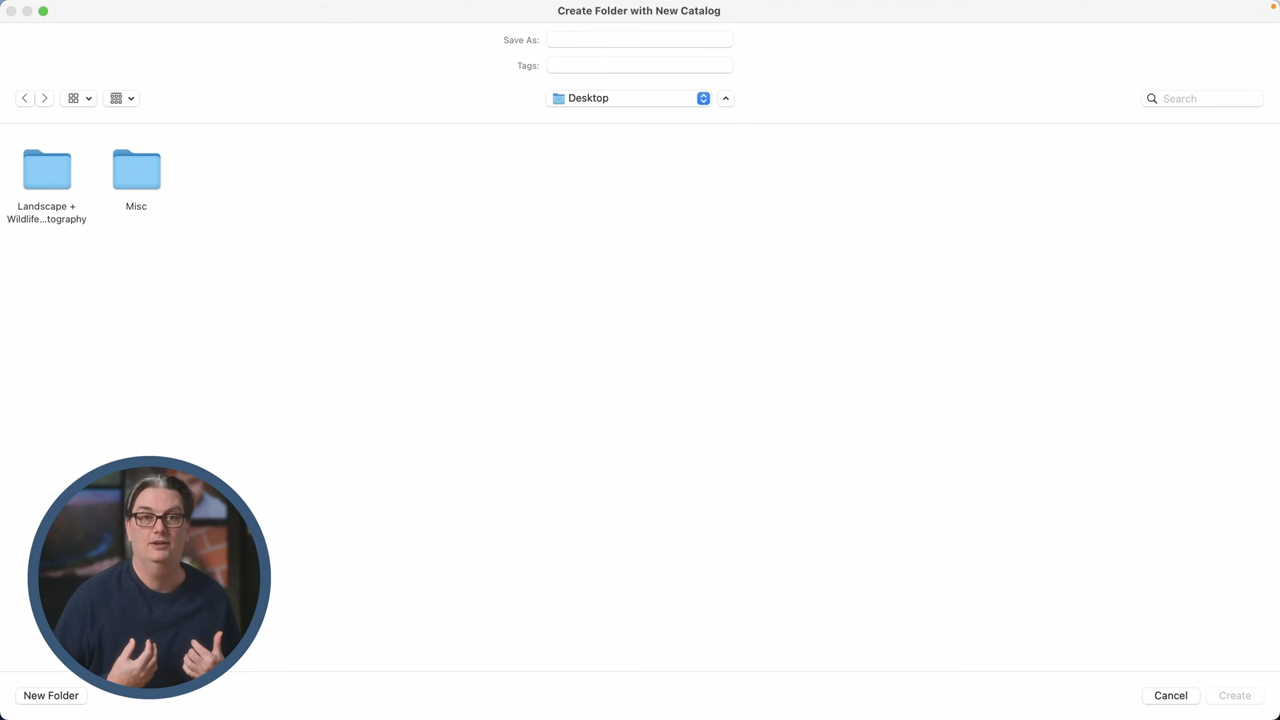 Create Folder with New Catalog
Save As:
Tags:
Desktop
Search
Landscape +
Wildlife...tography
Misc
New Folder
Cancel
Create